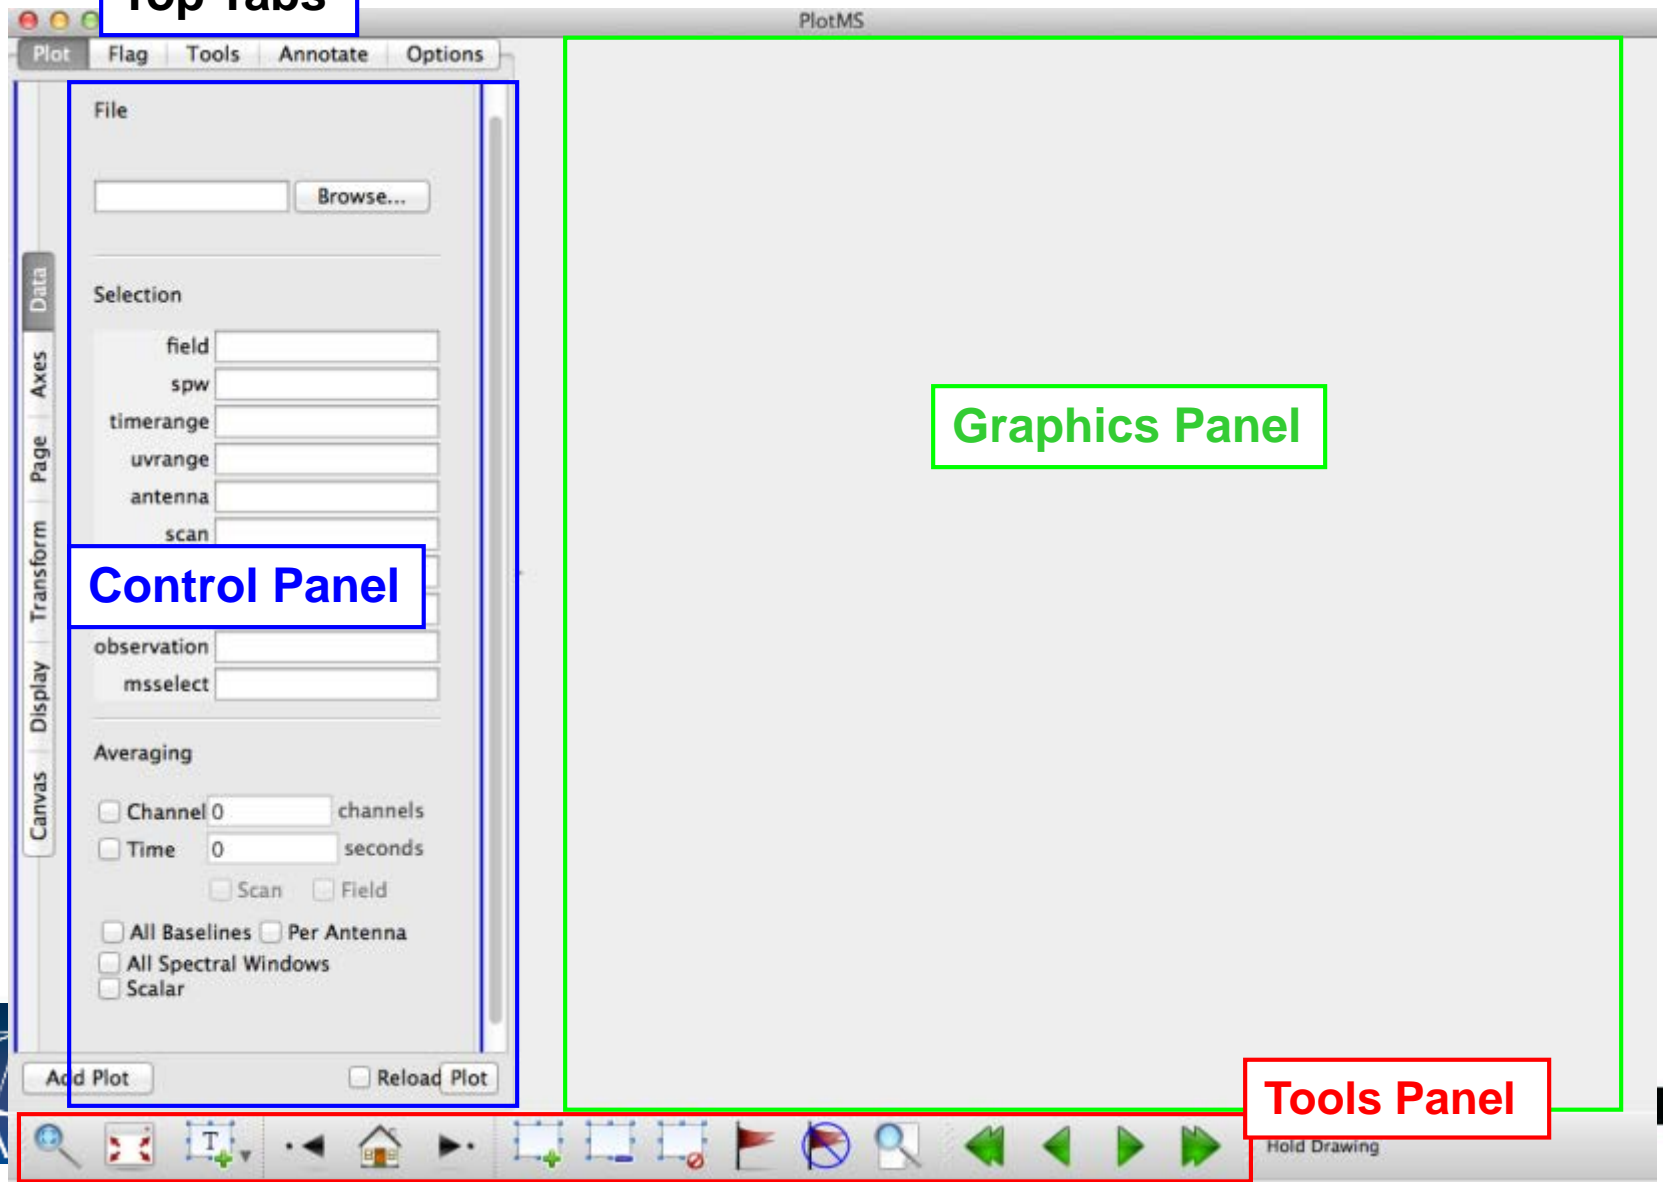 Top Tabs
PlotMS
Plot Flag Tools Annotate Options
File
Browse...
Data
Axes
Page
Transform
Display
Canvas
Selection
field
spw
timerange
uvrange
antenna
scan
Control Panel
observation
msselect
Averaging
Channel 0 channels
Time 0 seconds
Scan Field
All Baselines Per Antenna
All Spectral Windows
Scalar
Add Plot Reload Plot
Graphics Panel
Tools Panel
T
Hold Drawing